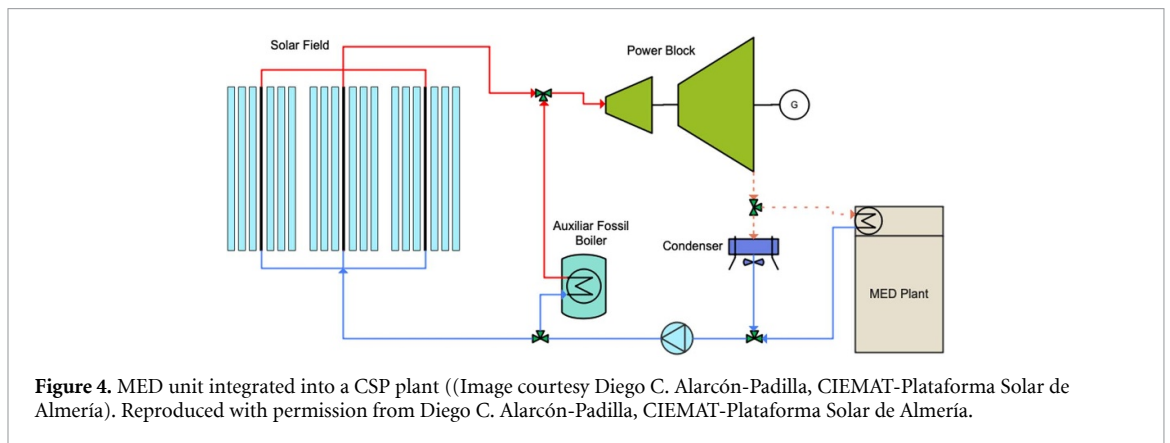 Solar Field
Power Block
G
Auxiliar Fossil
Boiler
Condenser
MED Plant
Figure 4. MED unit integrated into a CSP plant ((Image courtesy Diego C. Alarcón-Padilla, CIEMAT-Plataforma Solar de
Almería). Reproduced with permission from Diego C. Alarcón-Padilla, CIEMAT-Plataforma Solar de Almería.